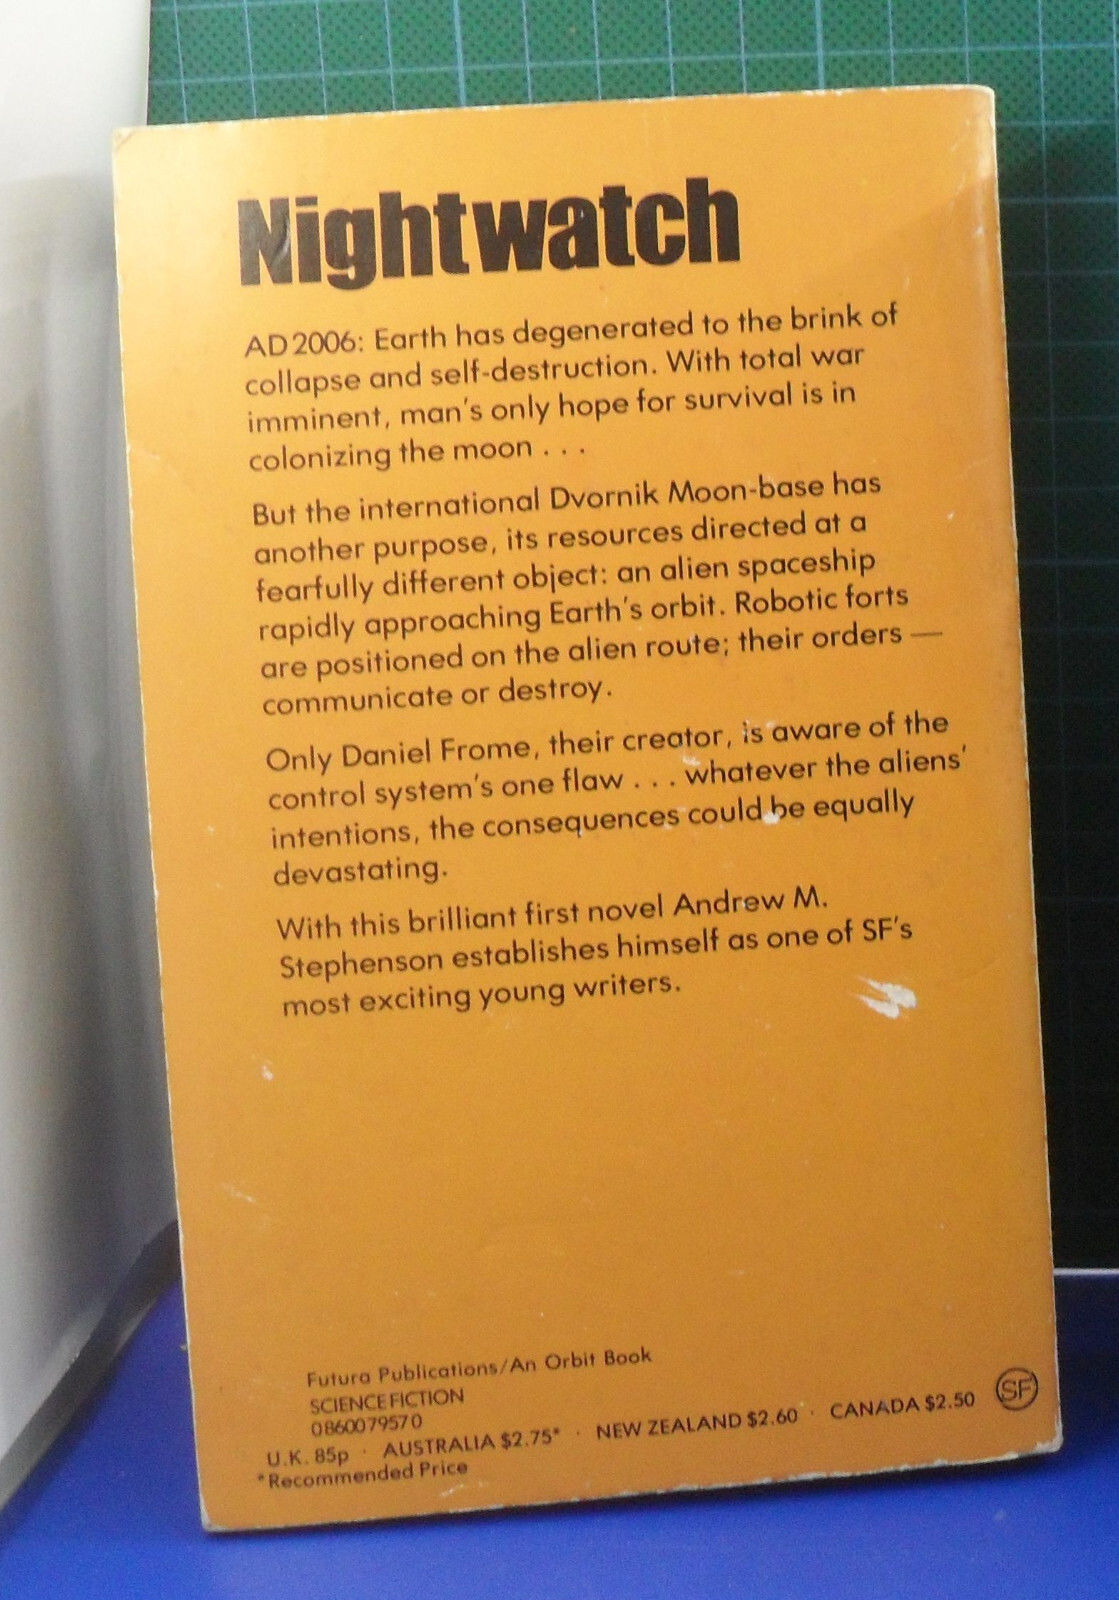 Nightwatch
AD 2006: Earth has degenerated to the brink of
collapse and self-destruction. With total war
imminent, man's only hope for survival is in
colonizing the moon . . .
But the international Dvornik Moon-base has
another purpose, its resources directed at a
fearfully different object: an alien spaceship
rapidly approaching Earth's orbit. Robotic forts
are positioned on the alien route; their orders —
communicate or destroy.
Only Daniel Frome, their creator, is aware of the
control system's one flaw . . . whatever the aliens'
intentions, the consequences could be equally
devastating.
With this brilliant first novel Andrew M.
Stephenson establishes himself as one of SF's
most exciting young writers.
Futura Publications/An Orbit Book
SCIENCE FICTION
0860079570
U.K. 85p · AUSTRALIA $2.75* · NEW ZEALAND $2.60 · CANADA $2.50
*Recommended Price
SF